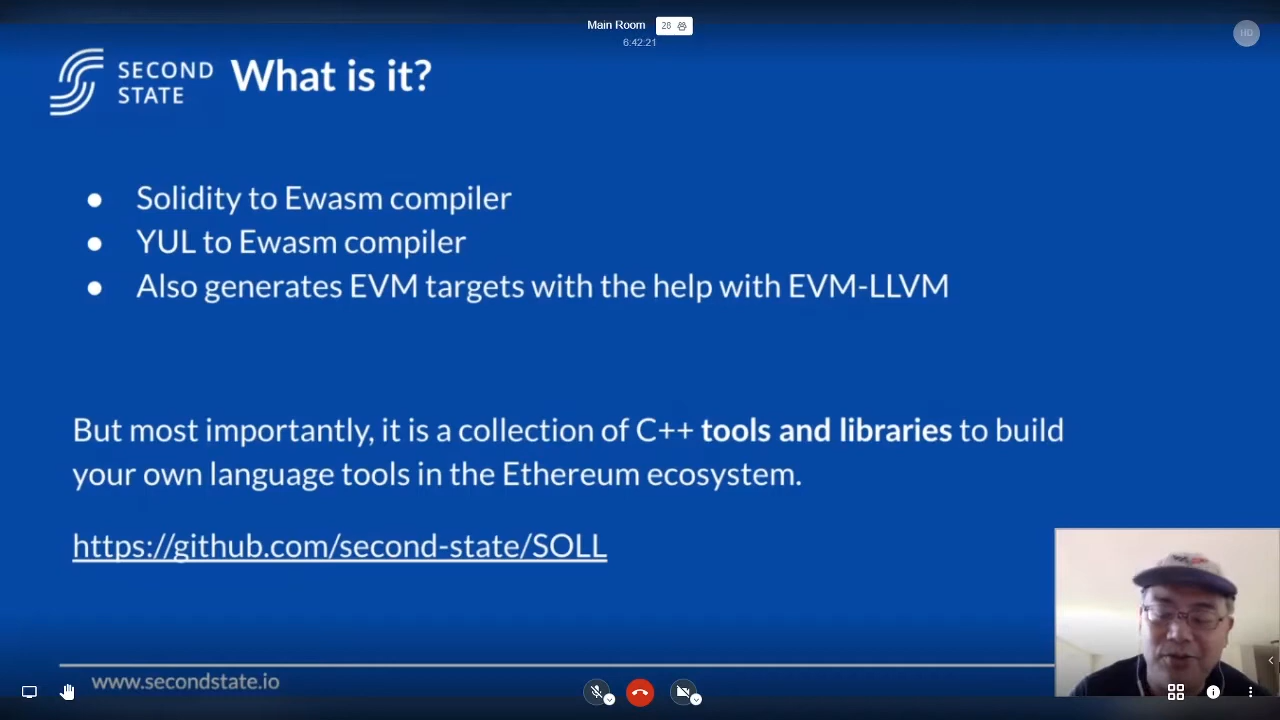 Main Room 28
6:42:21
HD
SECOND
STATE
What is it?
● Solidity to Ewasm compiler
● YUL to Ewasm compiler
● Also generates EVM targets with the help with EVM-LLVM
But most importantly, it is a collection of C++ tools and libraries to build
your own language tools in the Ethereum ecosystem.
https://github.com/second-state/SOLL
www.secondstate.io